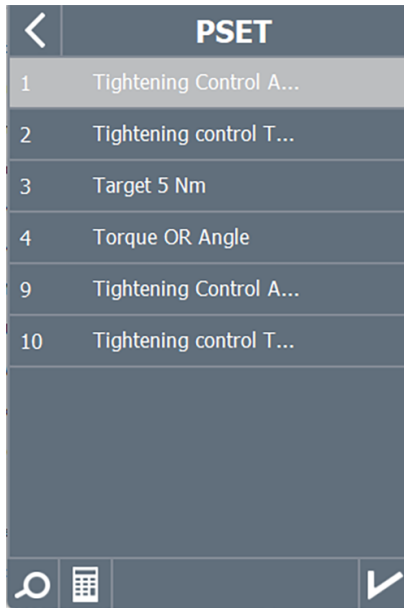 PSET
1 Tightening Control A...
2 Tightening control T...
3 Target 5 Nm
4 Torque OR Angle
9 Tightening Control A...
10 Tightening control T...